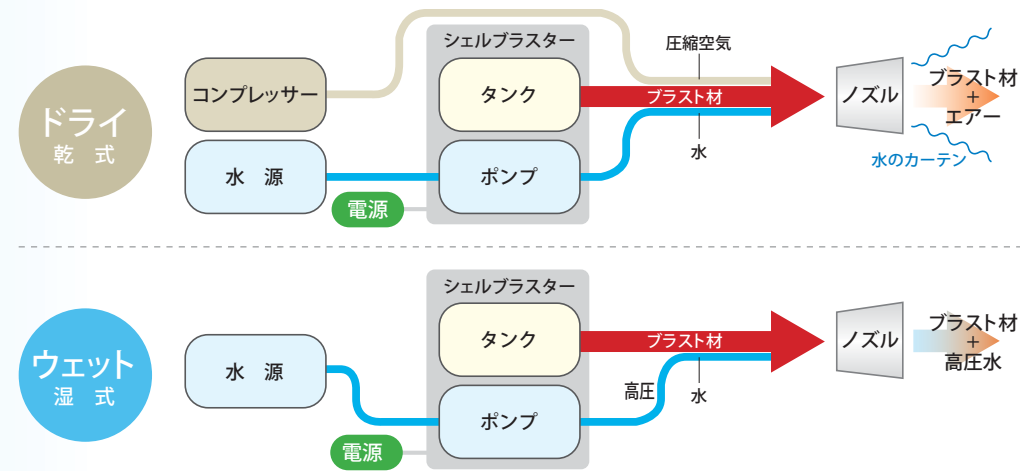 ドライ
乾 式
コンプレッサー
水 源
電源
シェルブラスター
タンク
ポンプ
圧縮空気
ブラスト材
水
ノズル
ブラスト材
+
エアー
水のカーテン
ウェット
湿 式
水 源
電源
シェルブラスター
タンク
ポンプ
ブラスト材
高圧
水
ノズル
ブラスト材
+
高圧水